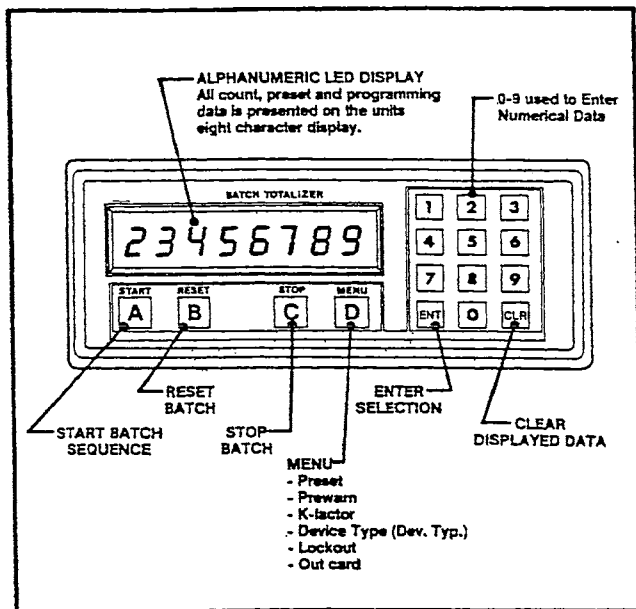 ALPHANUMERIC LED DISPLAY
All count, preset and programming
data is presented on the units
eight character display.
0-9 used to Enter
Numerical Data
BATCH TOTALIZER
23456789
1 2 3
4 5 6
7 8 9
ENT 0 CLR
START RESET STOP MENU
A B C D
RESET
BATCH
START BATCH
SEQUENCE
STOP
BATCH
ENTER
SELECTION
CLEAR
DISPLAYED DATA
MENU
- Preset
- Prewarn
- K-factor
- Device Type (Dev. Typ.)
- Lockout
- Out card